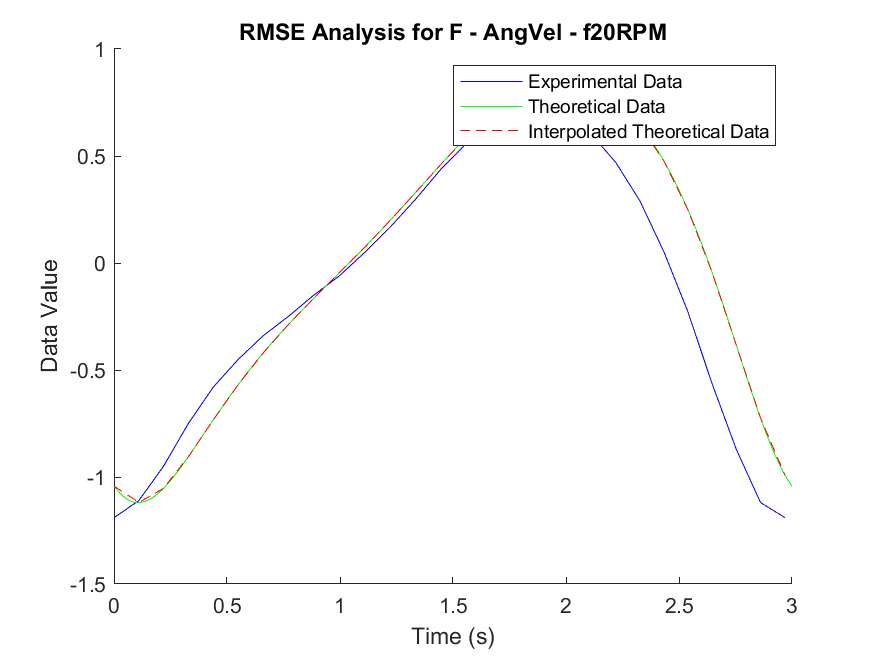 RMSE Analysis for F - AngVel - f20RPM
1
Experimental Data
Theoretical Data
Interpolated Theoretical Data
0.5
0
-0.5
-1
-1.5
Data Value
0 0.5 1 1.5 2 2.5 3
Time (s)